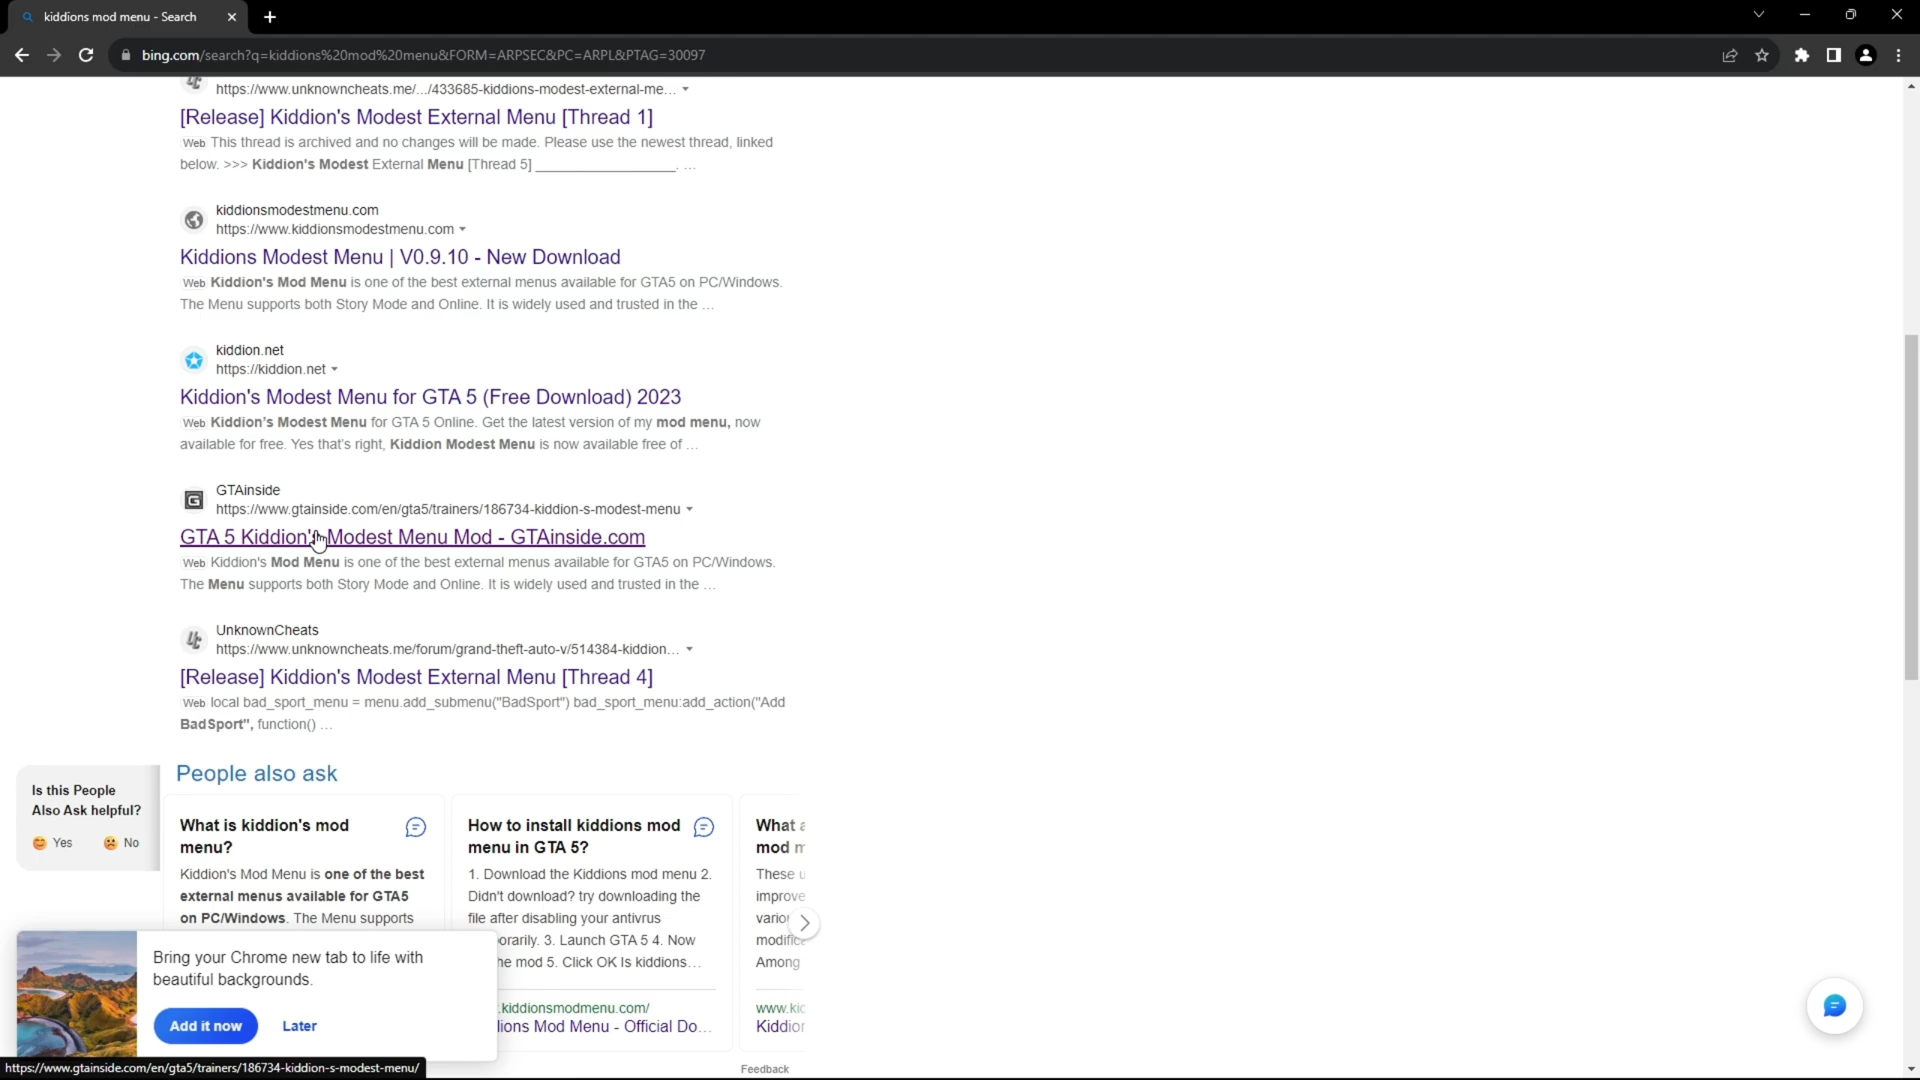 kiddions mod menu - Search
bing.com/search?q=kiddions%20mod%20menu&FORM=ARPSEC&PC=ARPL&PTAG=30097
https://www.unknowncheats.me/.../433685-kiddions-modest-external-me...
[Release] Kiddion's Modest External Menu [Thread 1]
Web This thread is archived and no changes will be made. Please use the newest thread, linked
below. >>> Kiddion's Modest External Menu [Thread 5] ___________________. ...
kiddionsmodestmenu.com
https://www.kiddionsmodestmenu.com
Kiddions Modest Menu | V0.9.10 - New Download
Web Kiddion's Mod Menu is one of the best external menus available for GTA5 on PC/Windows.
The Menu supports both Story Mode and Online. It is widely used and trusted in the ...
kiddion.net
https://kiddion.net
Kiddion's Modest Menu for GTA 5 (Free Download) 2023
Web Kiddion's Modest Menu for GTA 5 Online. Get the latest version of my mod menu, now
available for free. Yes that's right, Kiddion Modest Menu is now available free of ...
GTAinside
https://www.gtainside.com/en/gta5/trainers/186734-kiddion-s-modest-menu
GTA 5 Kiddion's Modest Menu Mod - GTAinside.com
Web Kiddion's Mod Menu is one of the best external menus available for GTA5 on PC/Windows.
The Menu supports both Story Mode and Online. It is widely used and trusted in the ...
UnknownCheats
https://www.unknowncheats.me/forum/grand-theft-auto-v/514384-kiddion...
[Release] Kiddion's Modest External Menu [Thread 4]
Web local bad_sport_menu = menu.add_submenu("BadSport") bad_sport_menu:add_action("Add
BadSport", function() ...
People also ask
Is this People
Also Ask helpful?
Yes No
What is kiddion's mod
menu?
Kiddion's Mod Menu is one of the best
external menus available for GTA5
on PC/Windows. The Menu supports
How to install kiddions mod
menu in GTA 5?
1. Download the Kiddions mod menu 2.
Didn't download? try downloading the
file after disabling your antivrus
orarily. 3. Launch GTA 5 4. Now
he mod 5. Click OK Is kiddions...
.kiddionsmodmenu.com/
ions Mod Menu - Official Do...
What
mod
These
improve
vario
modific
Among
www.kid
Kiddion
Bring your Chrome new tab to life with
beautiful backgrounds.
Add it now Later
https://www.gtainside.com/en/gta5/trainers/186734-kiddion-s-modest-menu/
Feedback